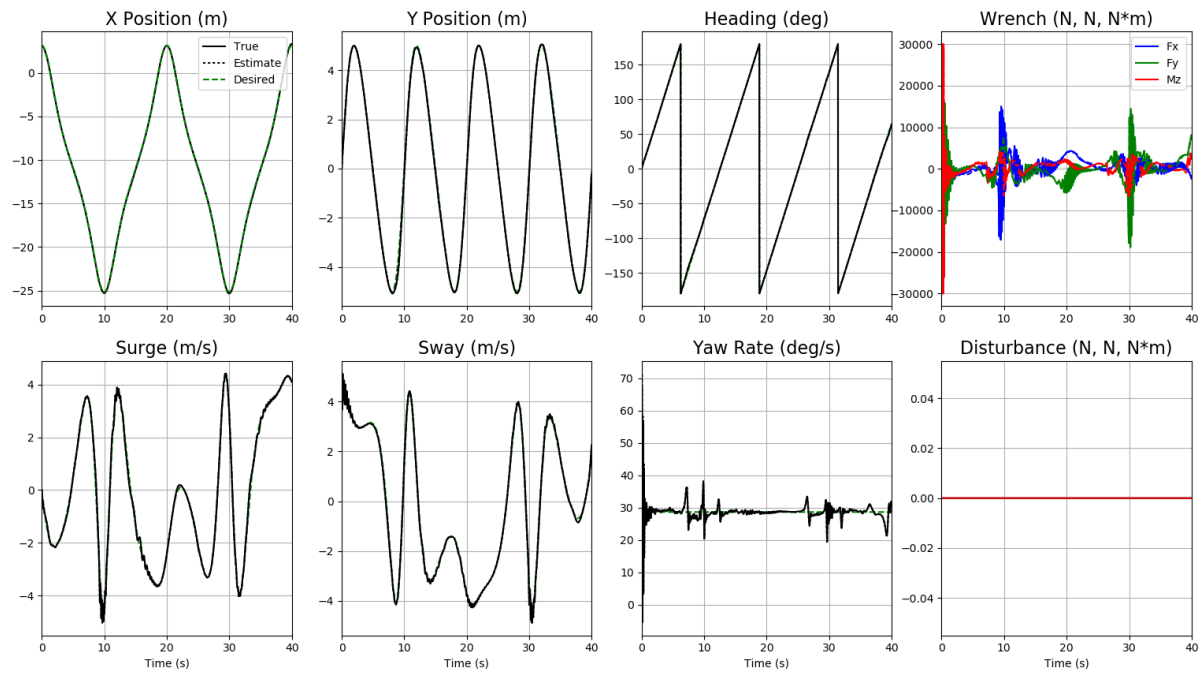 X Position (m)
True
Estimate
Desired
0
−5
−10
−15
−20
−25
0 10 20 30 40
Time (s)
Y Position (m)
4
2
0
−2
−4
0 10 20 30 40
Time (s)
Heading (deg)
150
100
50
0
−50
−100
−150
0 10 20 30 40
Time (s)
Wrench (N, N, N*m)
Fx
Fy
Mz
30000
20000
10000
0
−10000
−20000
−30000
0 10 20 30 40
Time (s)
Surge (m/s)
4
2
0
−2
−4
0 10 20 30 40
Time (s)
Sway (m/s)
4
2
0
−2
−4
0 10 20 30 40
Time (s)
Yaw Rate (deg/s)
70
60
50
40
30
20
10
0
0 10 20 30 40
Time (s)
Disturbance (N, N, N*m)
0.04
0.02
0.00
−0.02
−0.04
0 10 20 30 40
Time (s)